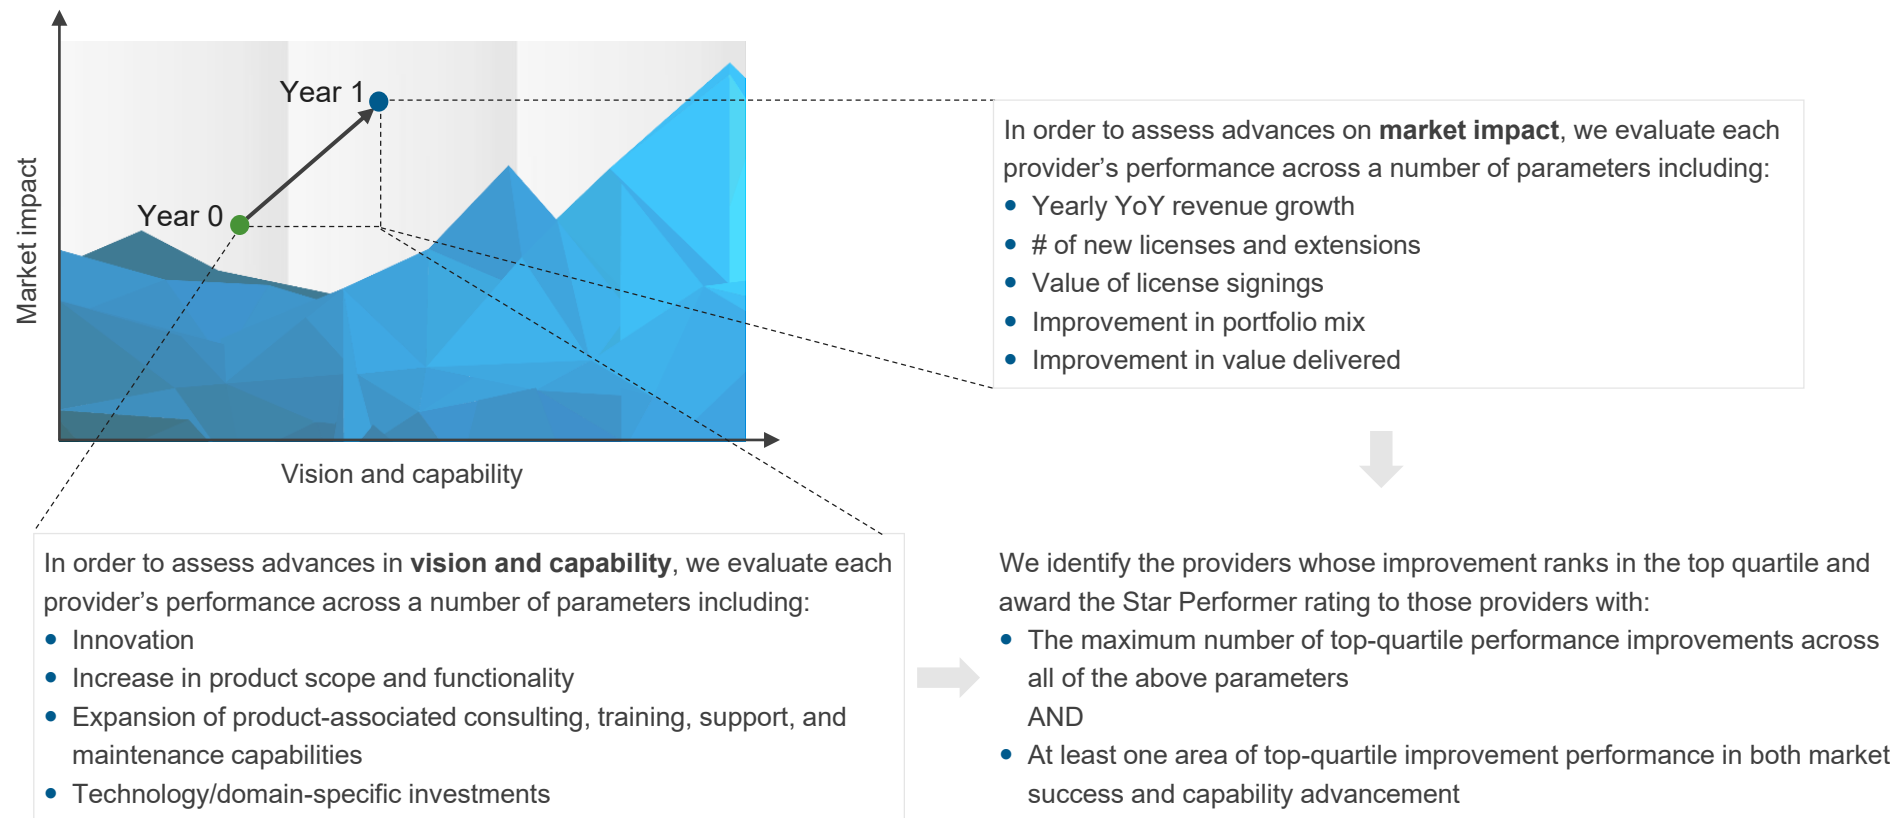 Year 1
Year 0
Market impact
Vision and capability
In order to assess advances on market impact, we evaluate each
provider’s performance across a number of parameters including:
• Yearly YoY revenue growth
• # of new licenses and extensions
• Value of license signings
• Improvement in portfolio mix
• Improvement in value delivered
In order to assess advances in vision and capability, we evaluate each
provider’s performance across a number of parameters including:
• Innovation
• Increase in product scope and functionality
• Expansion of product-associated consulting, training, support, and
maintenance capabilities
• Technology/domain-specific investments
We identify the providers whose improvement ranks in the top quartile and
award the Star Performer rating to those providers with:
• The maximum number of top-quartile performance improvements across
all of the above parameters
AND
• At least one area of top-quartile improvement performance in both market
success and capability advancement